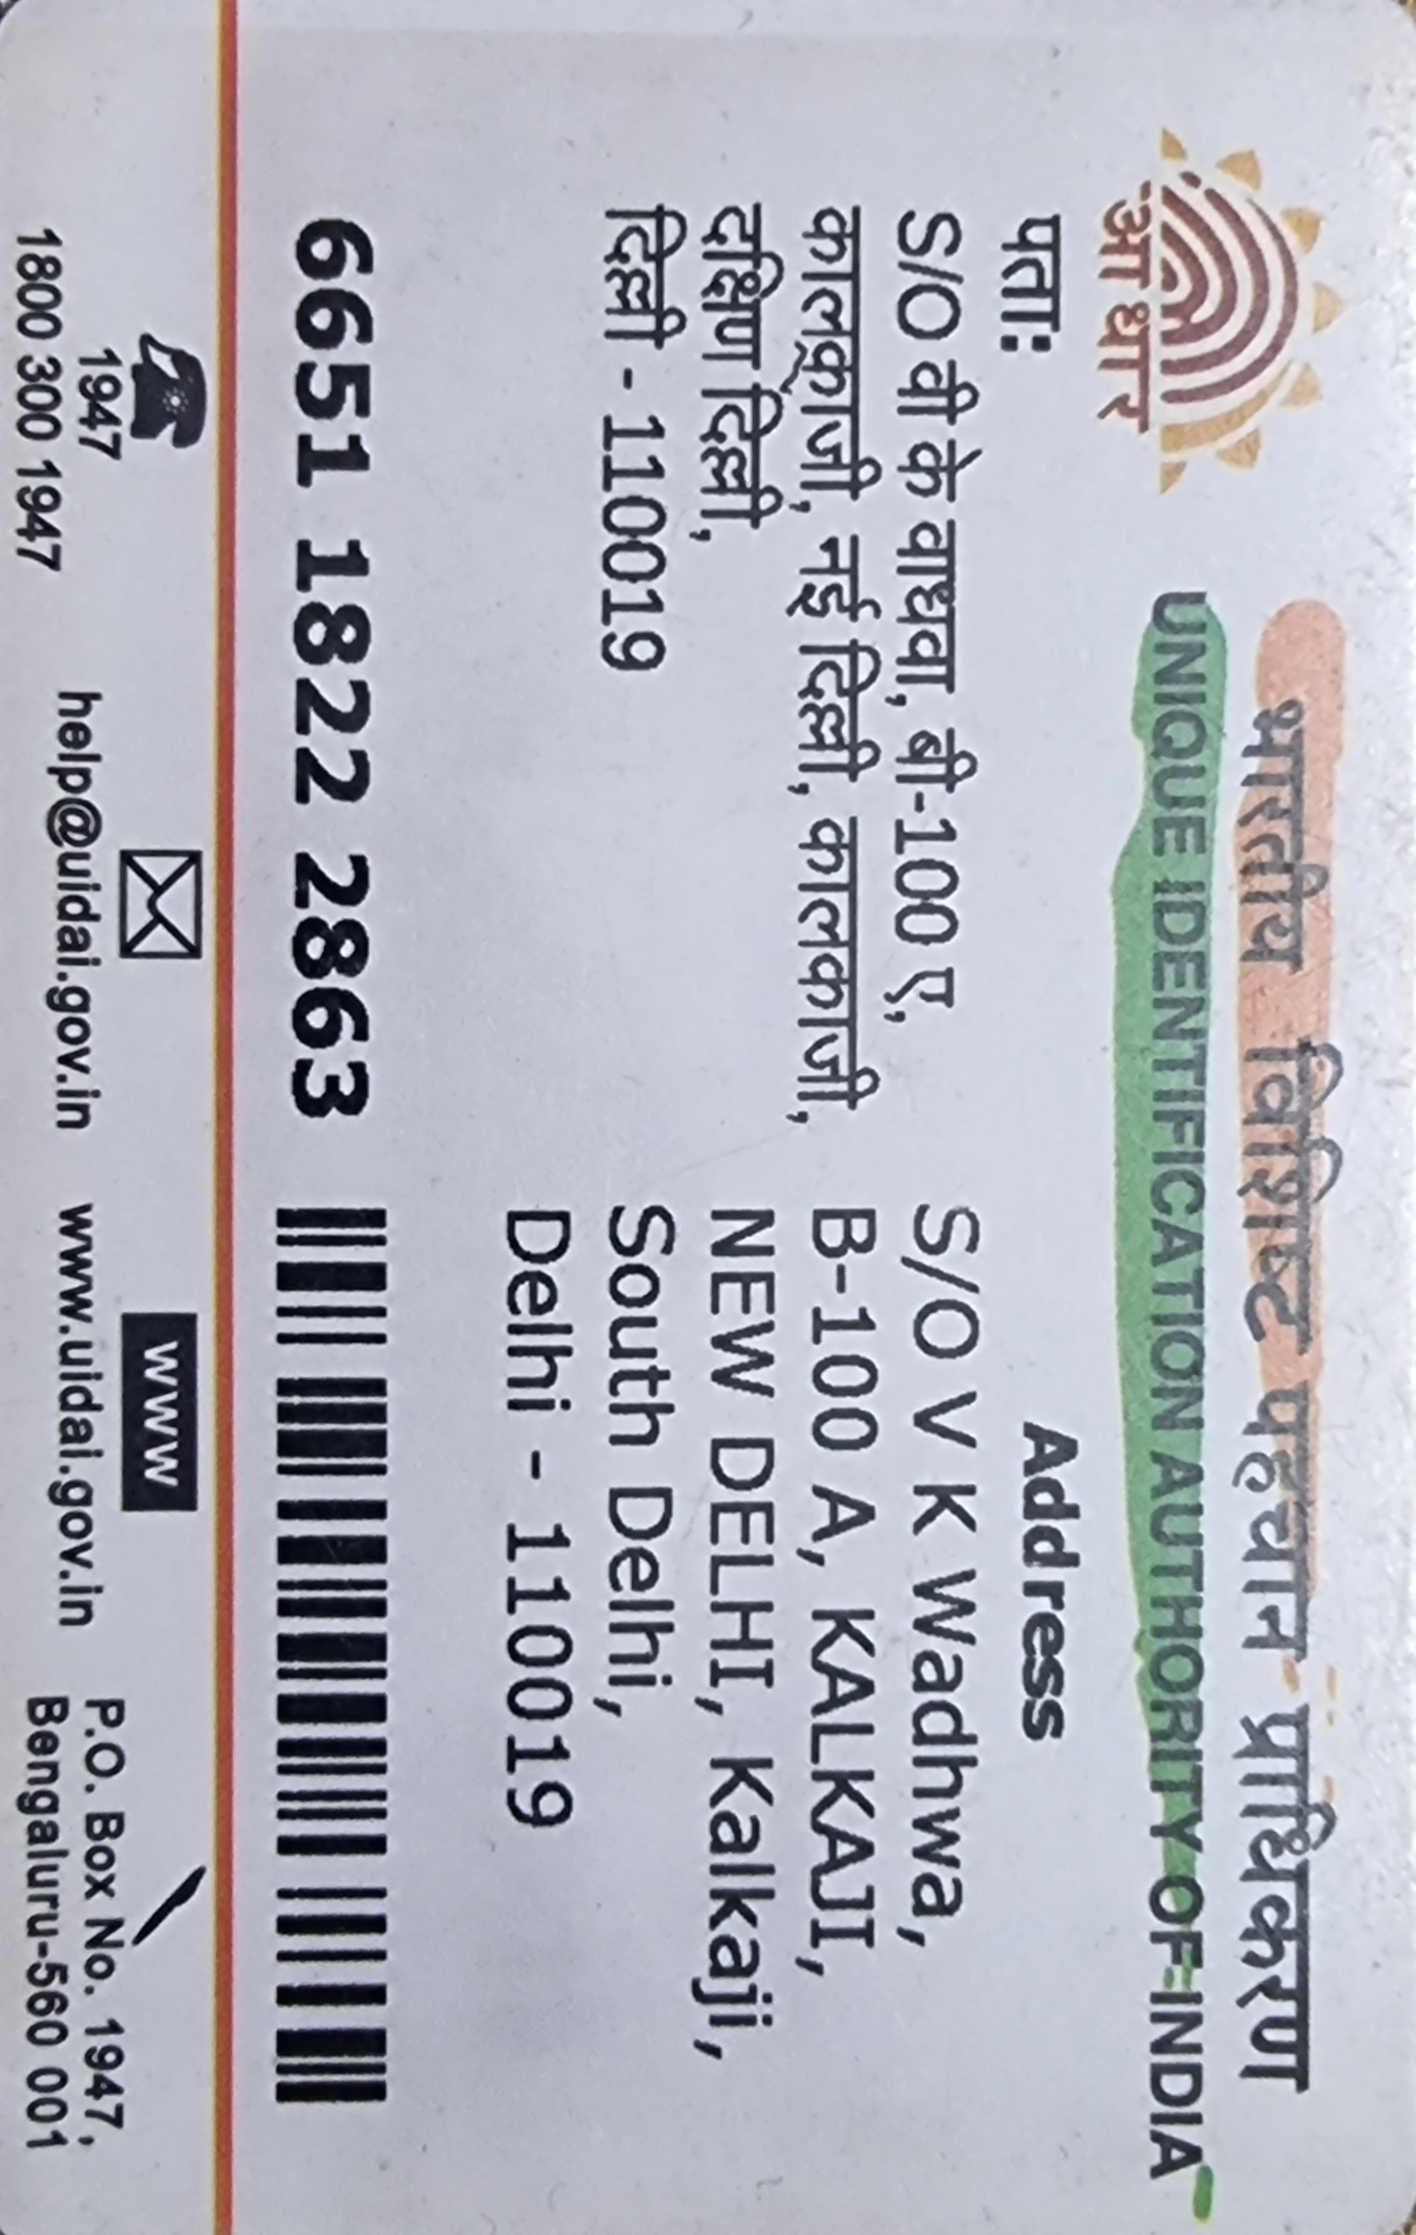 आधार
भारतीय विशिष्ट पहचान प्राधिकरण
UNIQUE IDENTIFICATION AUTHORITY OF INDIA
पता:
S/O वी के वाधवा, बी-100 ए,
कालकाजी, नई दिल्ली, कालकाजी,
दक्षिण दिल्ली,
दिल्ली - 110019
Address
S/O V K Wadhwa,
B-100 A, KALKAJI,
NEW DELHI, Kalkaji,
South Delhi,
Delhi - 110019
6651 1822 2863
1947
1800 300 1947
help@uidai.gov.in
www
www.uidai.gov.in
P.O. Box No. 1947,
Bengaluru-560 001